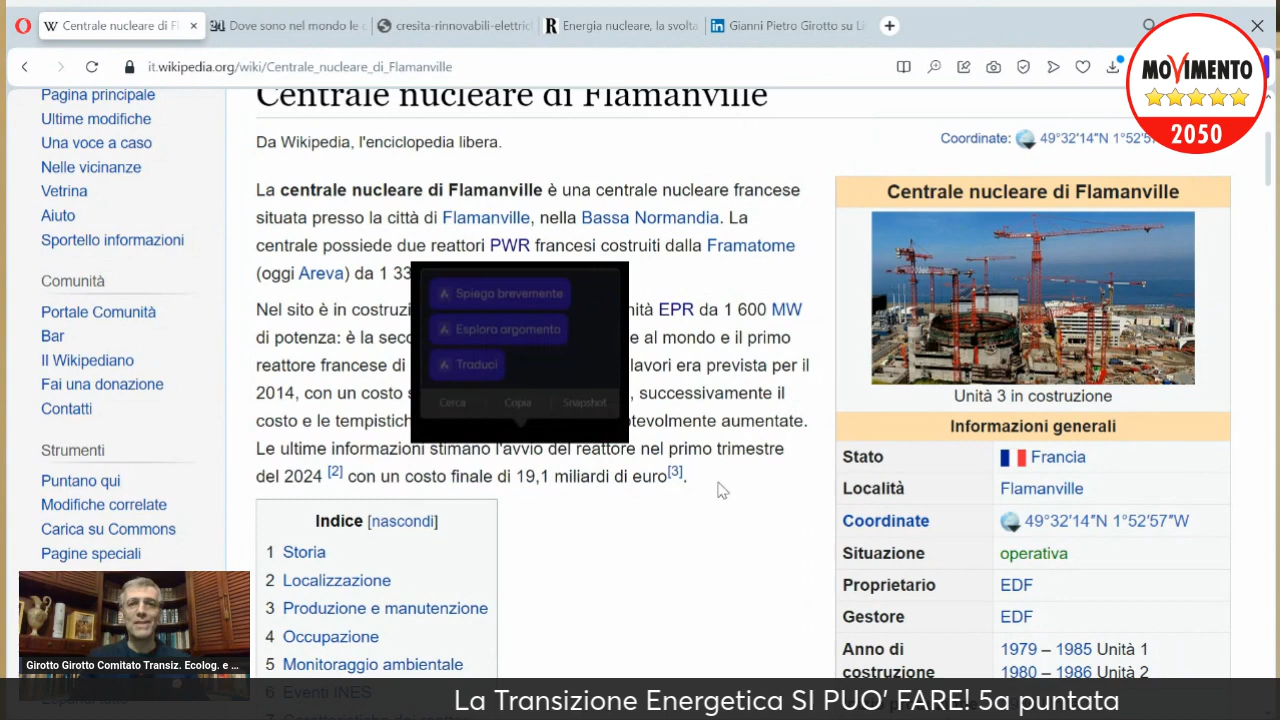 Centrale nucleare di Fl
Dove sono nel mondo le c
cresita-rinnovabili-elettric
Energia nucleare, la svolta
Gianni Pietro Girotto su Li
it.wikipedia.org/wiki/Centrale_nucleare_di_Flamanville
MOVIMENTO
2050
Pagina principale
Ultime modifiche
Una voce a caso
Nelle vicinanze
Vetrina
Aiuto
Sportello informazioni
Comunità
Portale Comunità
Bar
Il Wikipediano
Fai una donazione
Contatti
Strumenti
Puntano qui
Modifiche correlate
Carica su Commons
Pagine speciali
Centrale nucleare di Flamanville
Da Wikipedia, l'enciclopedia libera.
Coordinate: 49°32′14″N 1°52′5
La centrale nucleare di Flamanville è una centrale nucleare francese
situata presso la città di Flamanville, nella Bassa Normandia. La
centrale possiede due reattori PWR francesi costruiti dalla Framatome
(oggi Areva) da 1 33
Nel sito è in costruzi nità EPR da 1 600 MW
di potenza: è la seco e al mondo e il primo
reattore francese di lavori era prevista per il
2014, con un costo s , successivamente il
costo e le tempistich otevolmente aumentate.
Le ultime informazioni stimano l'avvio del reattore nel primo trimestre
del 2024 [2] con un costo finale di 19,1 miliardi di euro[3].
Spiega brevemente
Esplora argomento
Traduci
Cerca Copia Snapshot
Indice [nascondi]
1 Storia
2 Localizzazione
3 Produzione e manutenzione
4 Occupazione
5 Monitoraggio ambientale
6 Eventi INES
Centrale nucleare di Flamanville
Unità 3 in costruzione
Informazioni generali
Stato Francia
Località Flamanville
Coordinate 49°32′14″N 1°52′57″W
Situazione operativa
Proprietario EDF
Gestore EDF
Anno di 1979 – 1985 Unità 1
costruzione 1980 – 1986 Unità 2
Girotto Girotto Comitato Transiz. Ecolog. e ...
La Transizione Energetica SI PUO' FARE! 5a puntata